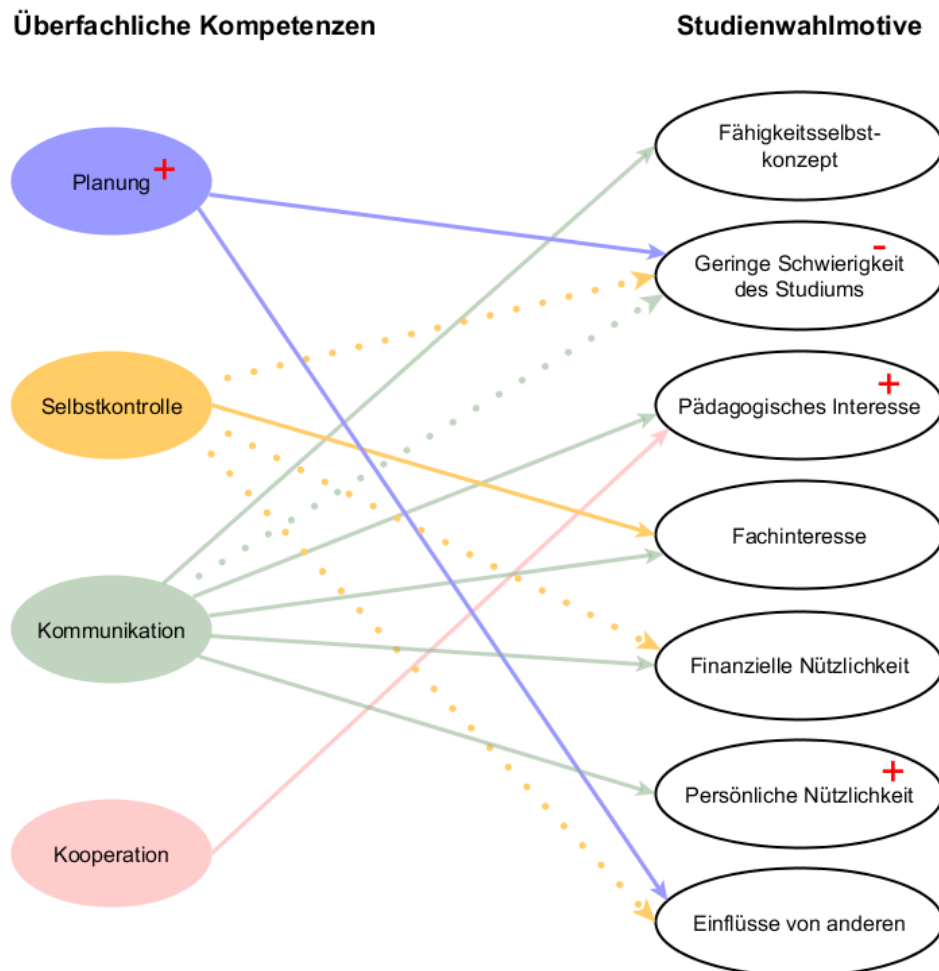 Überfachliche Kompetenzen
Studienwahlmotive
Planung +
Selbstkontrolle
Kommunikation
Kooperation
Fähigkeitsselbst-
konzept
-
Geringe Schwierigkeit
des Studiums
+
Pädagogisches Interesse
Fachinteresse
Finanzielle Nützlichkeit
+
Persönliche Nützlichkeit
Einflüsse von anderen